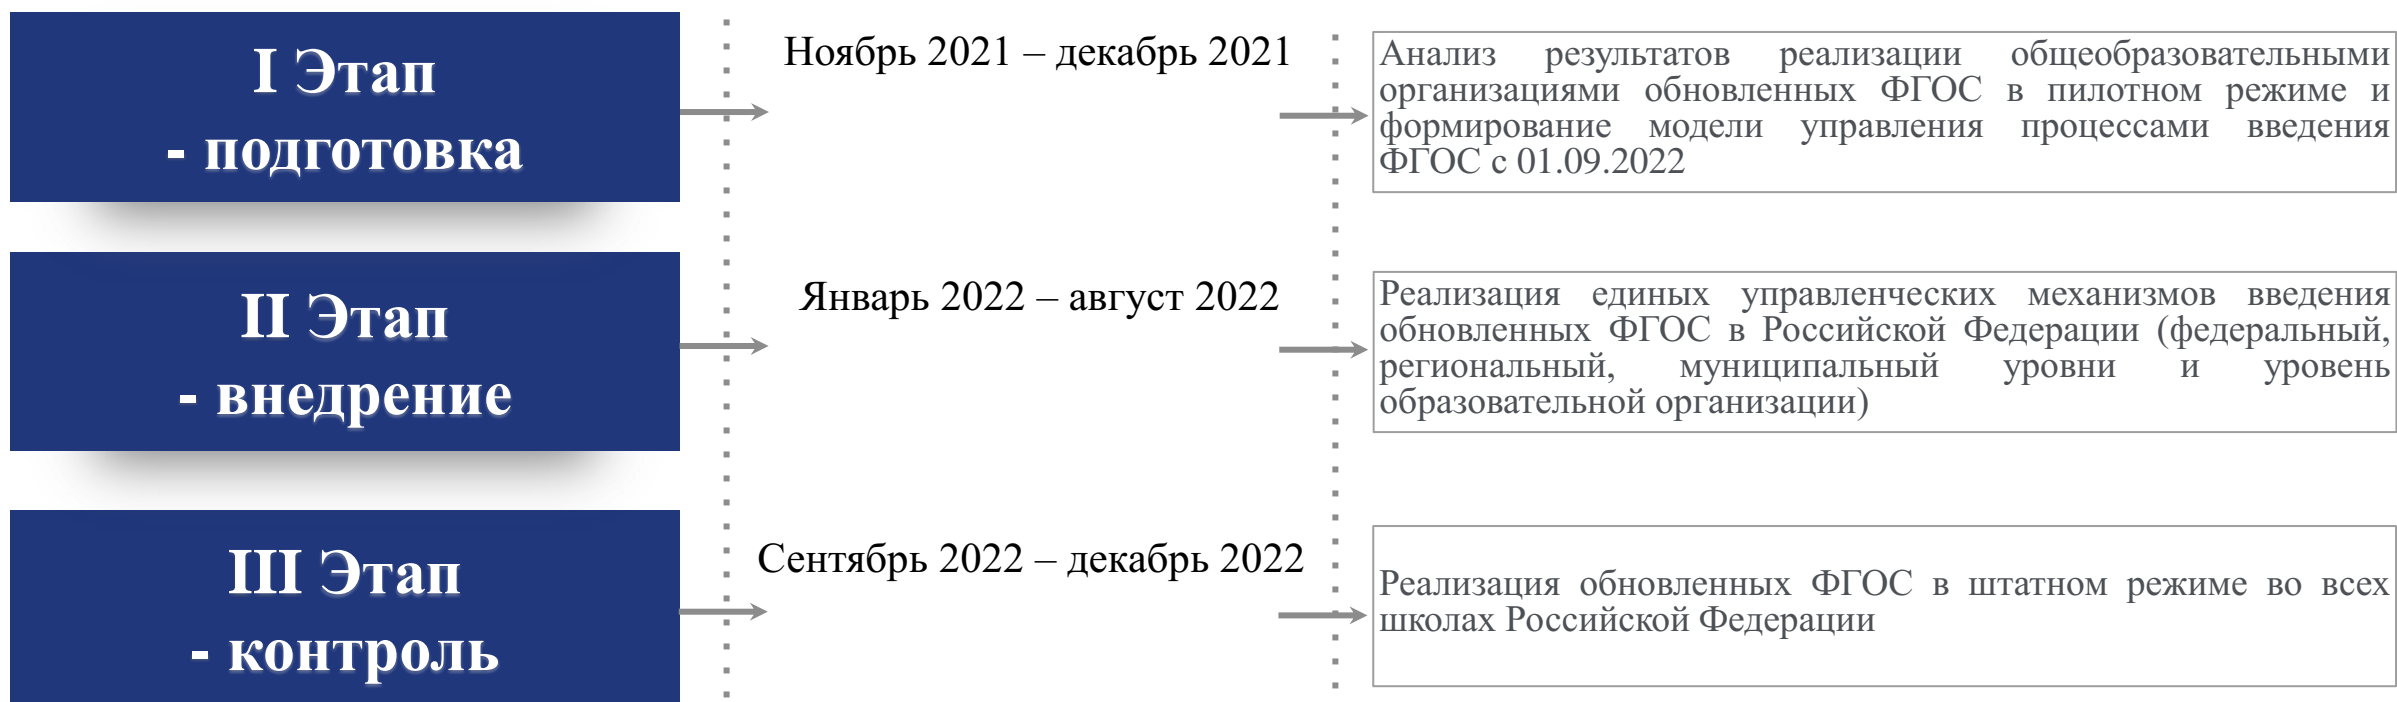 I Этап
- подготовка
Ноябрь 2021 – декабрь 2021
Анализ результатов реализации общеобразовательными
организациями обновленных ФГОС в пилотном режиме и
формирование модели управления процессами введения
ФГОС с 01.09.2022
II Этап
- внедрение
Январь 2022 – август 2022
Реализация единых управленческих механизмов введения
обновленных ФГОС в Российской Федерации (федеральный,
региональный, муниципальный уровни и уровень
образовательной организации)
III Этап
- контроль
Сентябрь 2022 – декабрь 2022
Реализация обновленных ФГОС в штатном режиме во всех
школах Российской Федерации